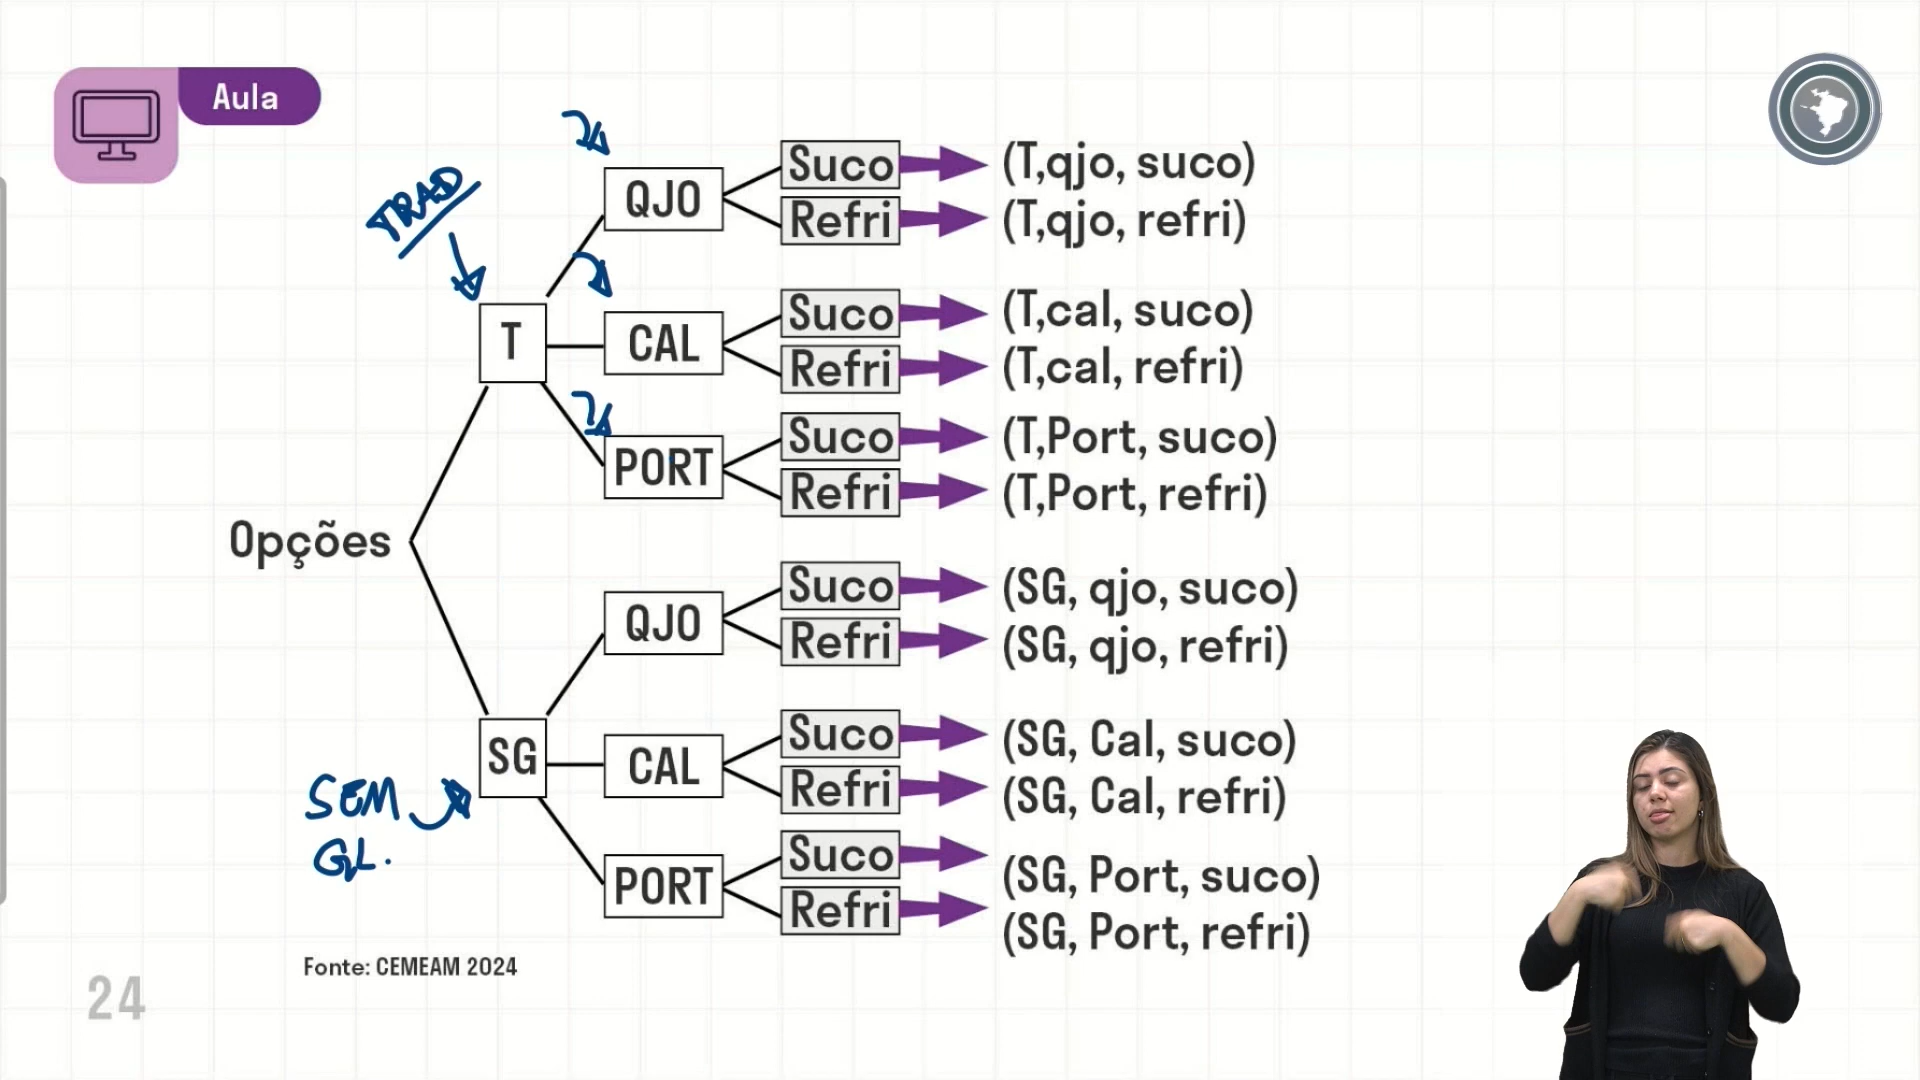 Aula
TRAD
QJO
Suco
(T,qjo, suco)
Refri
(T,qjo, refri)
T
CAL
Suco
(T,cal, suco)
Refri
(T,cal, refri)
PORT
Suco
(T,Port, suco)
Refri
(T,Port, refri)
Opções
QJO
Suco
(SG, qjo, suco)
Refri
(SG, qjo, refri)
SG
SEM
GL.
CAL
Suco
(SG, Cal, suco)
Refri
(SG, Cal, refri)
PORT
Suco
(SG, Port, suco)
Refri
(SG, Port, refri)
Fonte: CEMEAM 2024
24